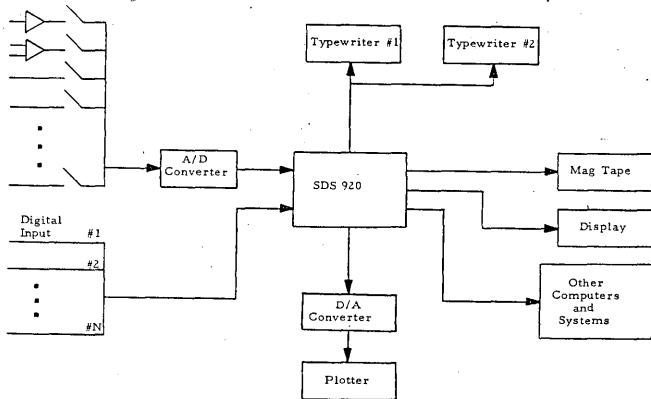 Typewriter #1
Typewriter #2
A/D
Converter
SDS 920
Mag Tape
Digital
Input #1
#2
#N
Display
Other
Computers
and
Systems
D/A
Converter
Plotter